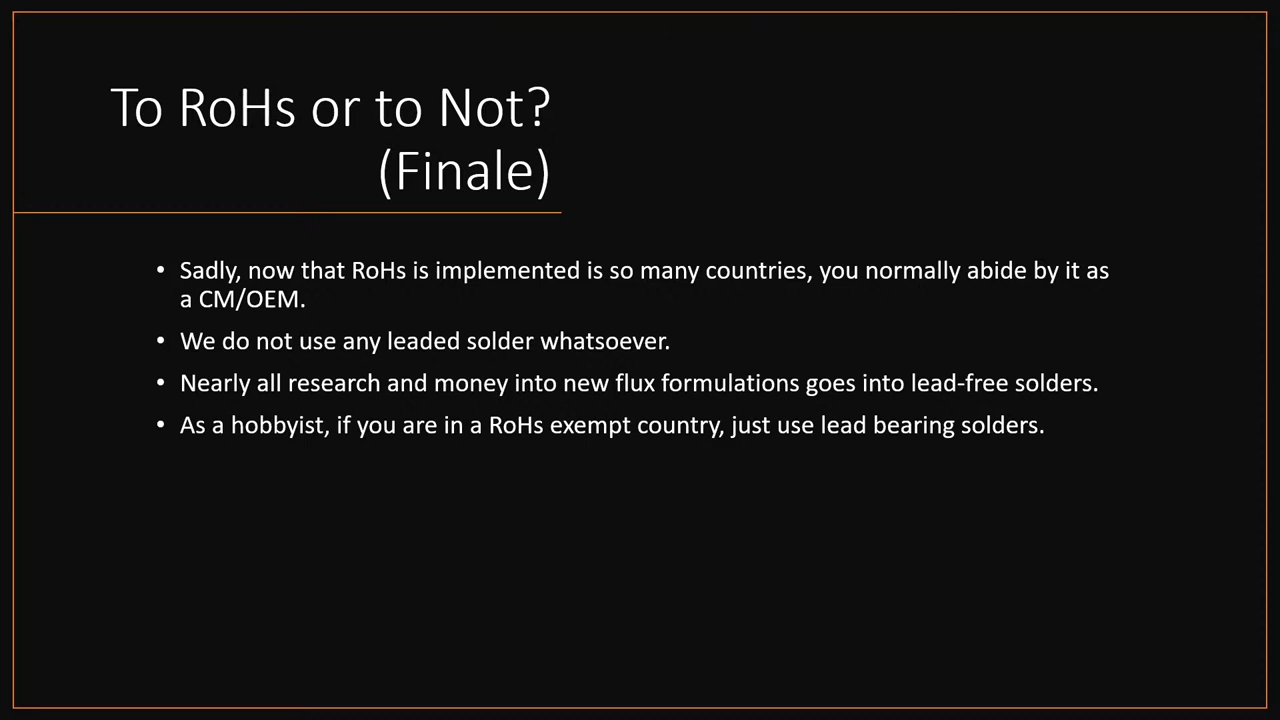 To RoHs or to Not?
(Finale)
• Sadly, now that RoHs is implemented is so many countries, you normally abide by it as
a CM/OEM.
• We do not use any leaded solder whatsoever.
• Nearly all research and money into new flux formulations goes into lead-free solders.
• As a hobbyist, if you are in a RoHs exempt country, just use lead bearing solders.